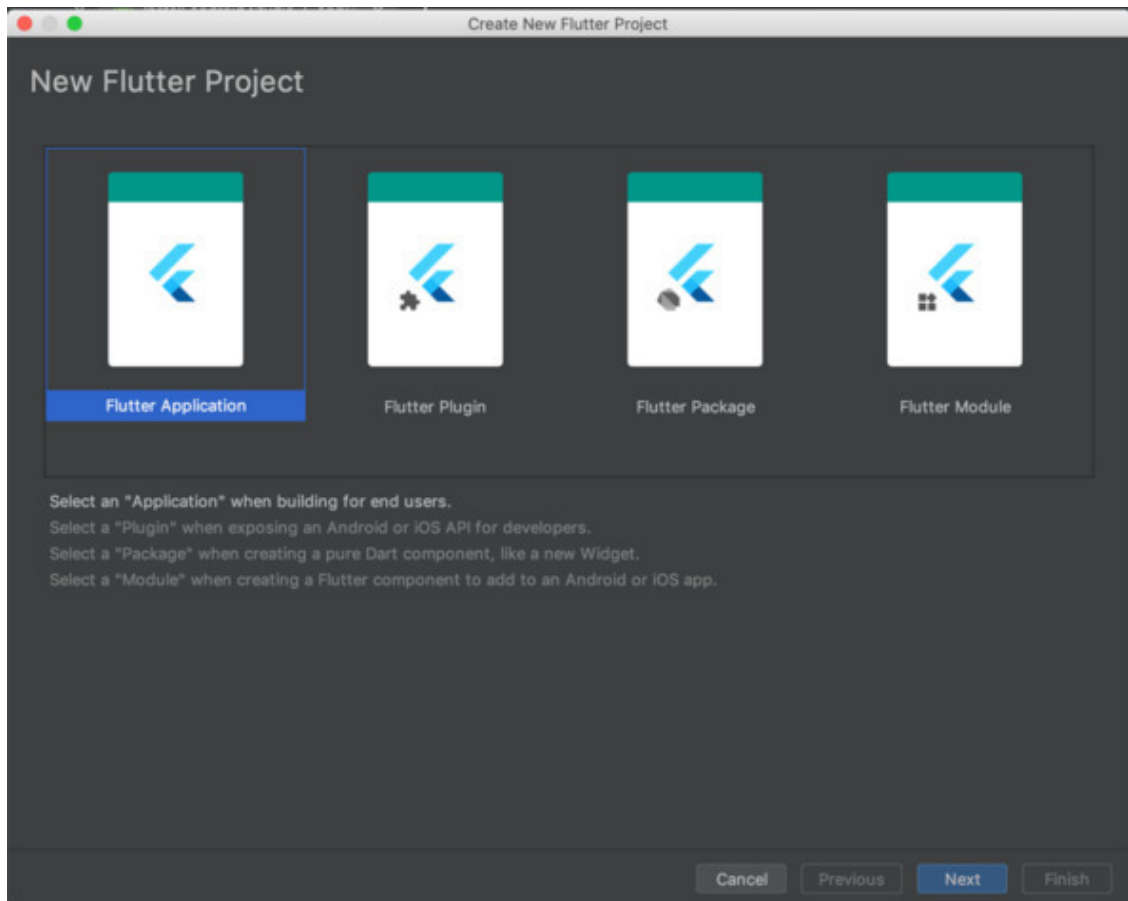 Create New Flutter Project
New Flutter Project
Flutter Application
Flutter Plugin
Flutter Package
Flutter Module
Select an "Application" when building for end users.
Select a "Plugin" when exposing an Android or iOS API for developers.
Select a "Package" when creating a pure Dart component, like a new Widget.
Select a "Module" when creating a Flutter component to add to an Android or iOS app.
Cancel
Previous
Next
Finish